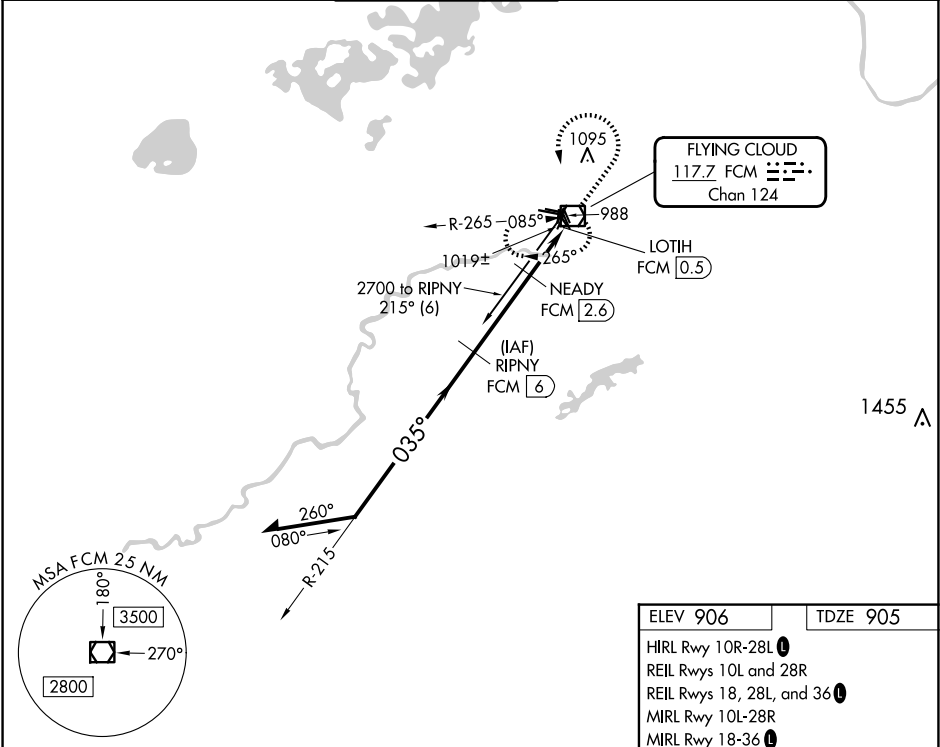 1095
FLYING CLOUD
117.7 FCM
Chan 124
R-265
085°
988
LOTIH
FCM 0.5
1019±
265°
2700 to RIPNY
215° (6)
NEADY
FCM 2.6
(IAF)
RIPNY
FCM 6
1455
035°
260°
080°
R-215
MSA FCM 25 NM
180°
3500
270°
2800
ELEV 906
TDZE 905
HIRL Rwy 10R-28L L
REIL Rwys 10L and 28R
REIL Rwys 18, 28L, and 36 L
MIRL Rwy 10L-28R
MIRL Rwy 18-36 L